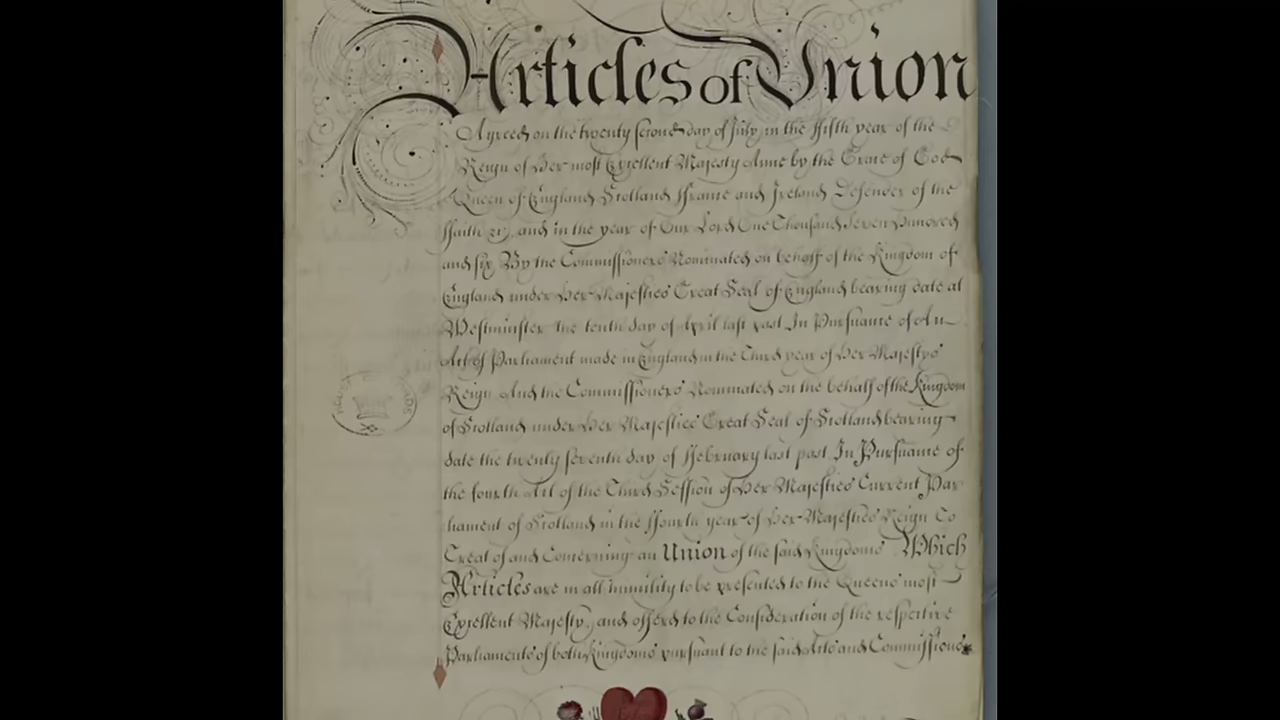 Articles of Union
Agreed on the twenty second day of July, in the ffifth year of the
Reign of Her most Excellent Majesty Anne by the Grace of God
Queen of England Scotland ffrance and Ireland Defender of the
ffaith &c, and in the year of Our Lord One Thousand Seven Hundred
and six By the Commissioners Nominated on behalf of the Kingdom of
England under Her Majesties Great Seal of England bearing date at
Westminster the tenth day of April last past In Pursuance of An
Act of Parliament made in England in the Third year of Her Majestys
Reign And the Commissioners Nominated on the behalf of the Kingdom
of Scotland under Her Majesties Great Seal of Scotland bearing
date the twenty seventh day of ffebruary last past In Pursuance of
the fourth Act of the Third Session of Her Majesties Current Par
liament of Scotland in the ffourth year of Her Majesties Reign To
Treat of and Concerning an Union of the said Kingdoms Which
Articles are in all humility to be presented to the Queens most
Excellent Majesty, and offerd to the Consideration of the respective
Parliaments of both Kingdoms pursuant to the said Acts and Commissions